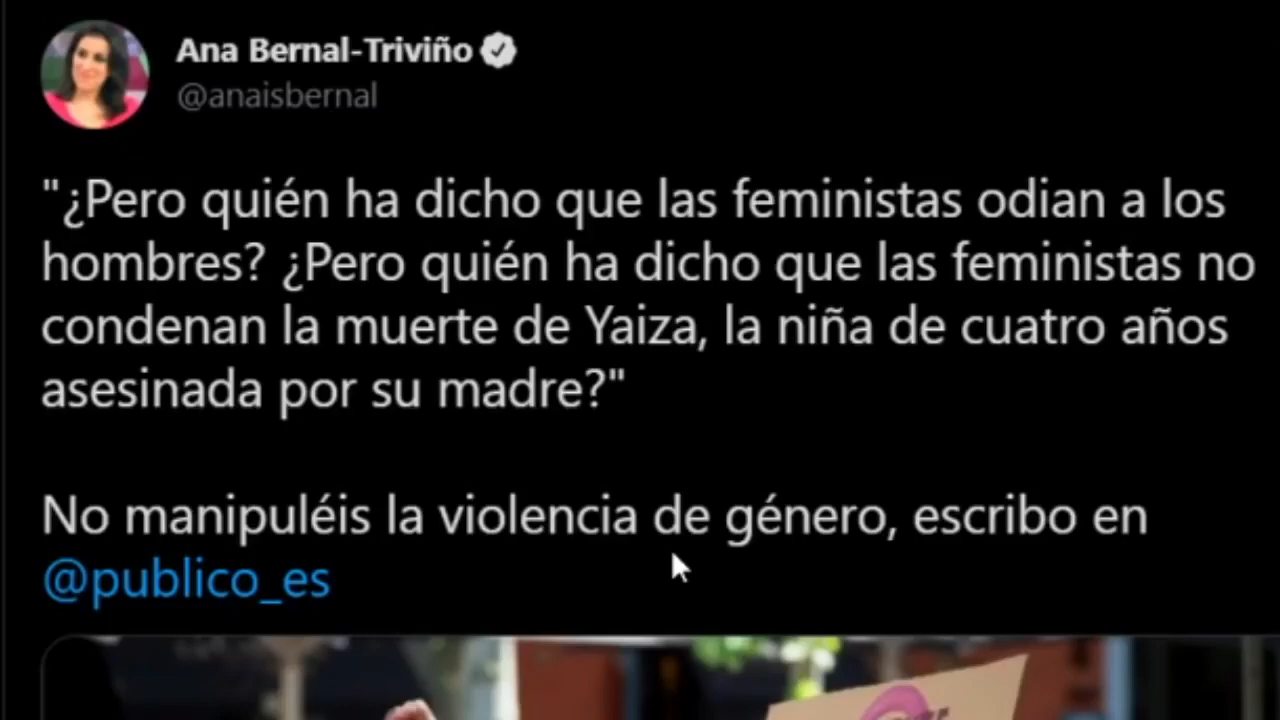 Ana Bernal-Triviño
@anaisbernal
"¿Pero quién ha dicho que las feministas odian a los
hombres? ¿Pero quién ha dicho que las feministas no
condenan la muerte de Yaiza, la niña de cuatro años
asesinada por su madre?"
No manipuléis la violencia de género, escribo en
@publico_es